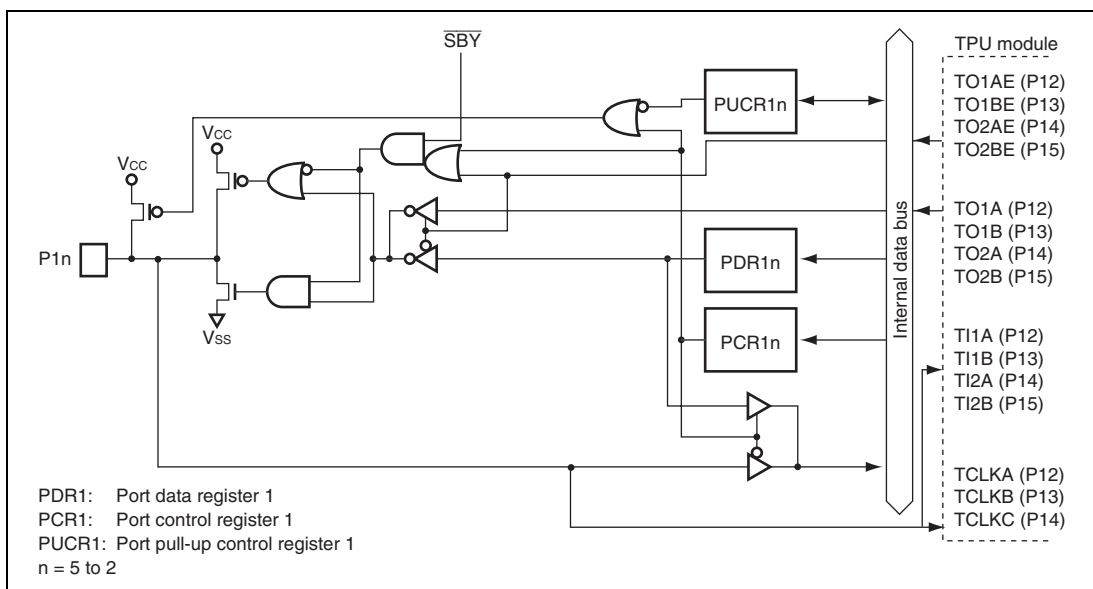 SBY
TPU module
TO1AE (P12)
TO1BE (P13)
TO2AE (P14)
TO2BE (P15)
PUCR1n
VCC
VCC
TO1A (P12)
TO1B (P13)
TO2A (P14)
TO2B (P15)
P1n
PDR1n
Internal data bus
VSS
PCR1n
TI1A (P12)
TI1B (P13)
TI2A (P14)
TI2B (P15)
TCLKA (P12)
TCLKB (P13)
TCLKC (P14)
PDR1: Port data register 1
PCR1: Port control register 1
PUCR1: Port pull-up control register 1
n = 5 to 2